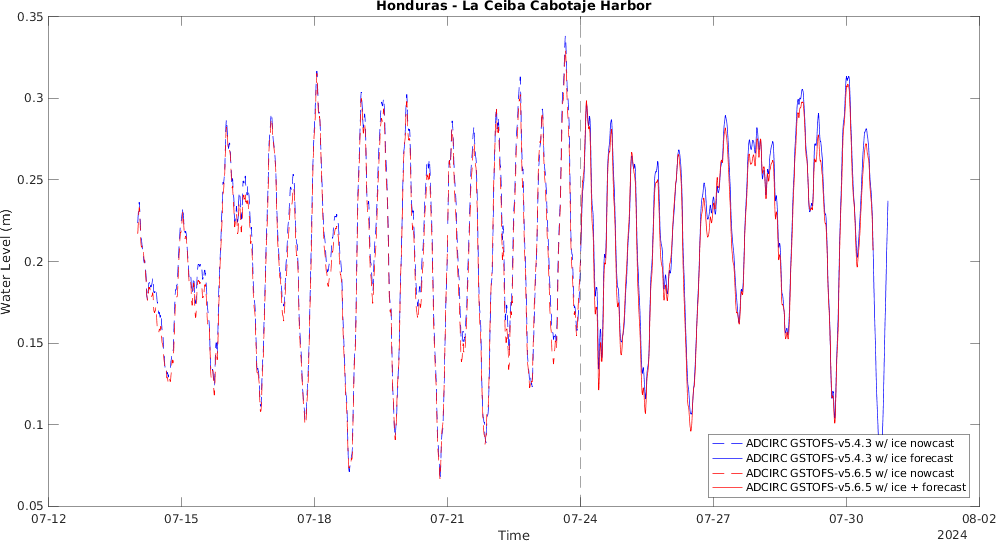 Honduras - La Ceiba Cabotaje Harbor
0.35
0.3
0.25
0.2
0.15
0.1
0.05
Water Level (m)
07-12
07-15
07-18
07-21
07-24
07-27
07-30
08-02
Time
2024
ADCIRC GSTOFS-v5.4.3 w/ ice nowcast
ADCIRC GSTOFS-v5.4.3 w/ ice forecast
ADCIRC GSTOFS-v5.6.5 w/ ice nowcast
ADCIRC GSTOFS-v5.6.5 w/ ice + forecast